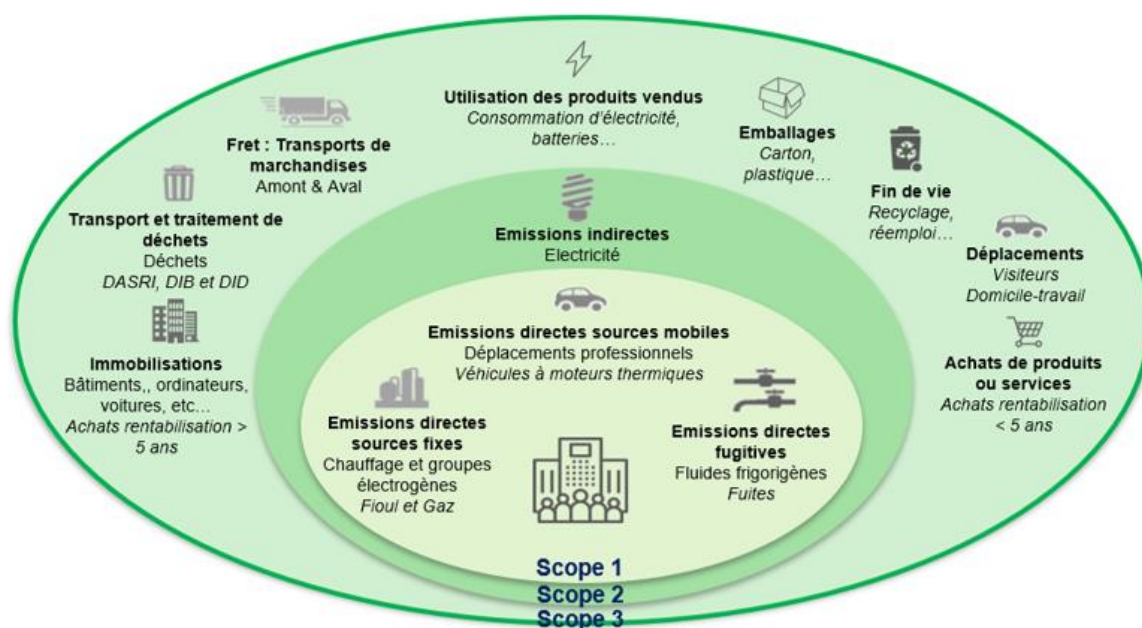 Utilisation des produits vendus
Consommation d'électricité,
batteries…
Fret : Transports de
marchandises
Amont & Aval
Emballages
Carton,
plastique…
Fin de vie
Recyclage,
réemploi…
Transport et traitement de
déchets
Déchets
DASRI, DIB et DID
Déplacements
Visiteurs
Domicile-travail
Immobilisations
Bâtiments,, ordinateurs,
voitures, etc…
Achats rentabilisation >
5 ans
Achats de produits
ou services
Achats rentabilisation
< 5 ans
Emissions indirectes
Electricité
Emissions directes sources mobiles
Déplacements professionnels
Véhicules à moteurs thermiques
Emissions directes
sources fixes
Chauffage et groupes
électrogènes
Fioul et Gaz
Emissions directes
fugitives
Fluides frigorigènes
Fuites
Scope 1
Scope 2
Scope 3